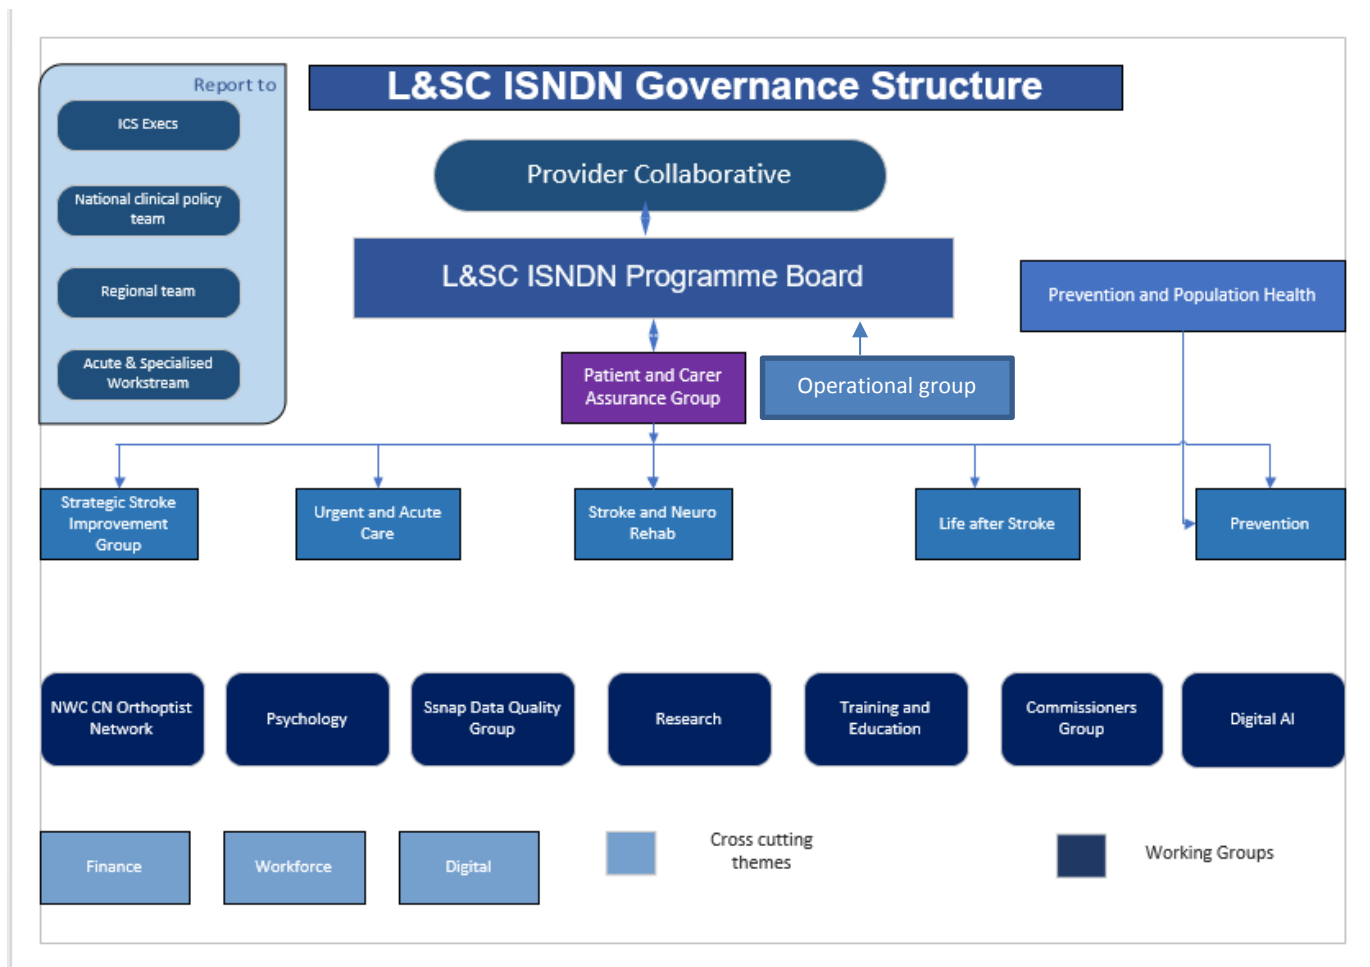 Report to
ICS Execs
National clinical policy
team
Regional team
Acute & Specialised
Workstream
L&SC ISNDN Governance Structure
Provider Collaborative
L&SC ISNDN Programme Board
Prevention and Population Health
Patient and Carer
Assurance Group
Operational group
Strategic Stroke
Improvement
Group
Urgent and Acute
Care
Stroke and Neuro
Rehab
Life after Stroke
Prevention
NWC CN Orthoptist
Network
Psychology
Ssnap Data Quality
Group
Research
Training and
Education
Commissioners
Group
Digital AI
Finance
Workforce
Digital
Cross cutting
themes
Working Groups